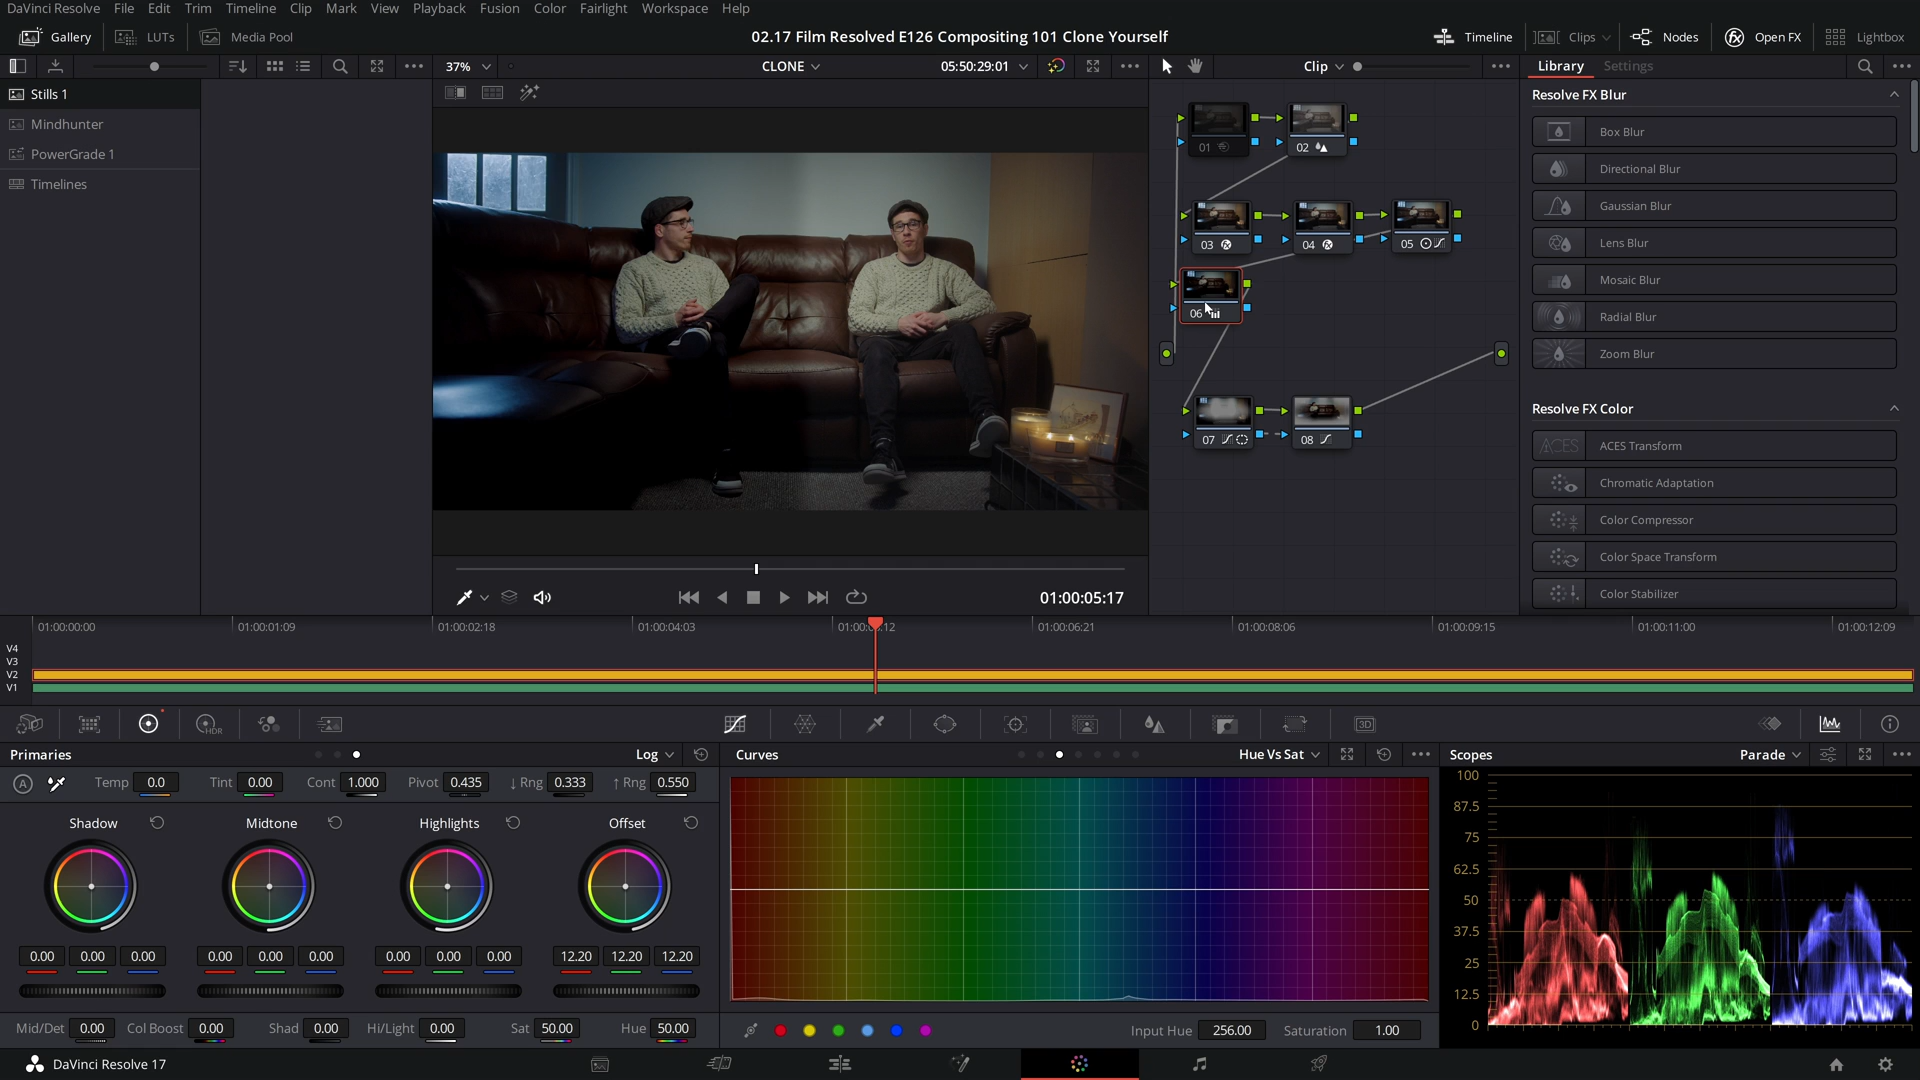 DaVinci Resolve File Edit Trim Timeline Clip Mark View Playback Fusion Color Fairlight Workspace Help
Gallery LUTs Media Pool 02.17 Film Resolved E126 Compositing 101 Clone Yourself Timeline Clips Nodes Open FX Lightbox
37% CLONE 05:50:29:01 Clip Library Settings
Stills 1
Mindhunter
PowerGrade 1
Timelines
01 02
03 04 05
06
07 08
Resolve FX Blur
Box Blur
Directional Blur
Gaussian Blur
Lens Blur
Mosaic Blur
Radial Blur
Zoom Blur
Resolve FX Color
ACES ACES Transform
Chromatic Adaptation
Color Compressor
Color Space Transform
Color Stabilizer
01:00:05:17
01:00:00:00 01:00:01:09 01:00:02:18 01:00:04:03 01:00: :12 01:00:06:21 01:00:08:06 01:00:09:15 01:00:11:00 01:00:12:09
V4
V3
V2
V1
HDR 3D
Primaries Log Curves Hue Vs Sat Scopes Parade
A Temp 0.0 Tint 0.00 Cont 1.000 Pivot 0.435 ↓ Rng 0.333 ↑ Rng 0.550
Shadow Midtone Highlights Offset
0.00 0.00 0.00 0.00 0.00 0.00 0.00 0.00 0.00 12.20 12.20 12.20
Mid/Det 0.00 Col Boost 0.00 Shad 0.00 Hi/Light 0.00 Sat 50.00 Hue 50.00
Input Hue 256.00 Saturation 1.00
100
87.5
75
62.5
50
37.5
25
12.5
0
DaVinci Resolve 17